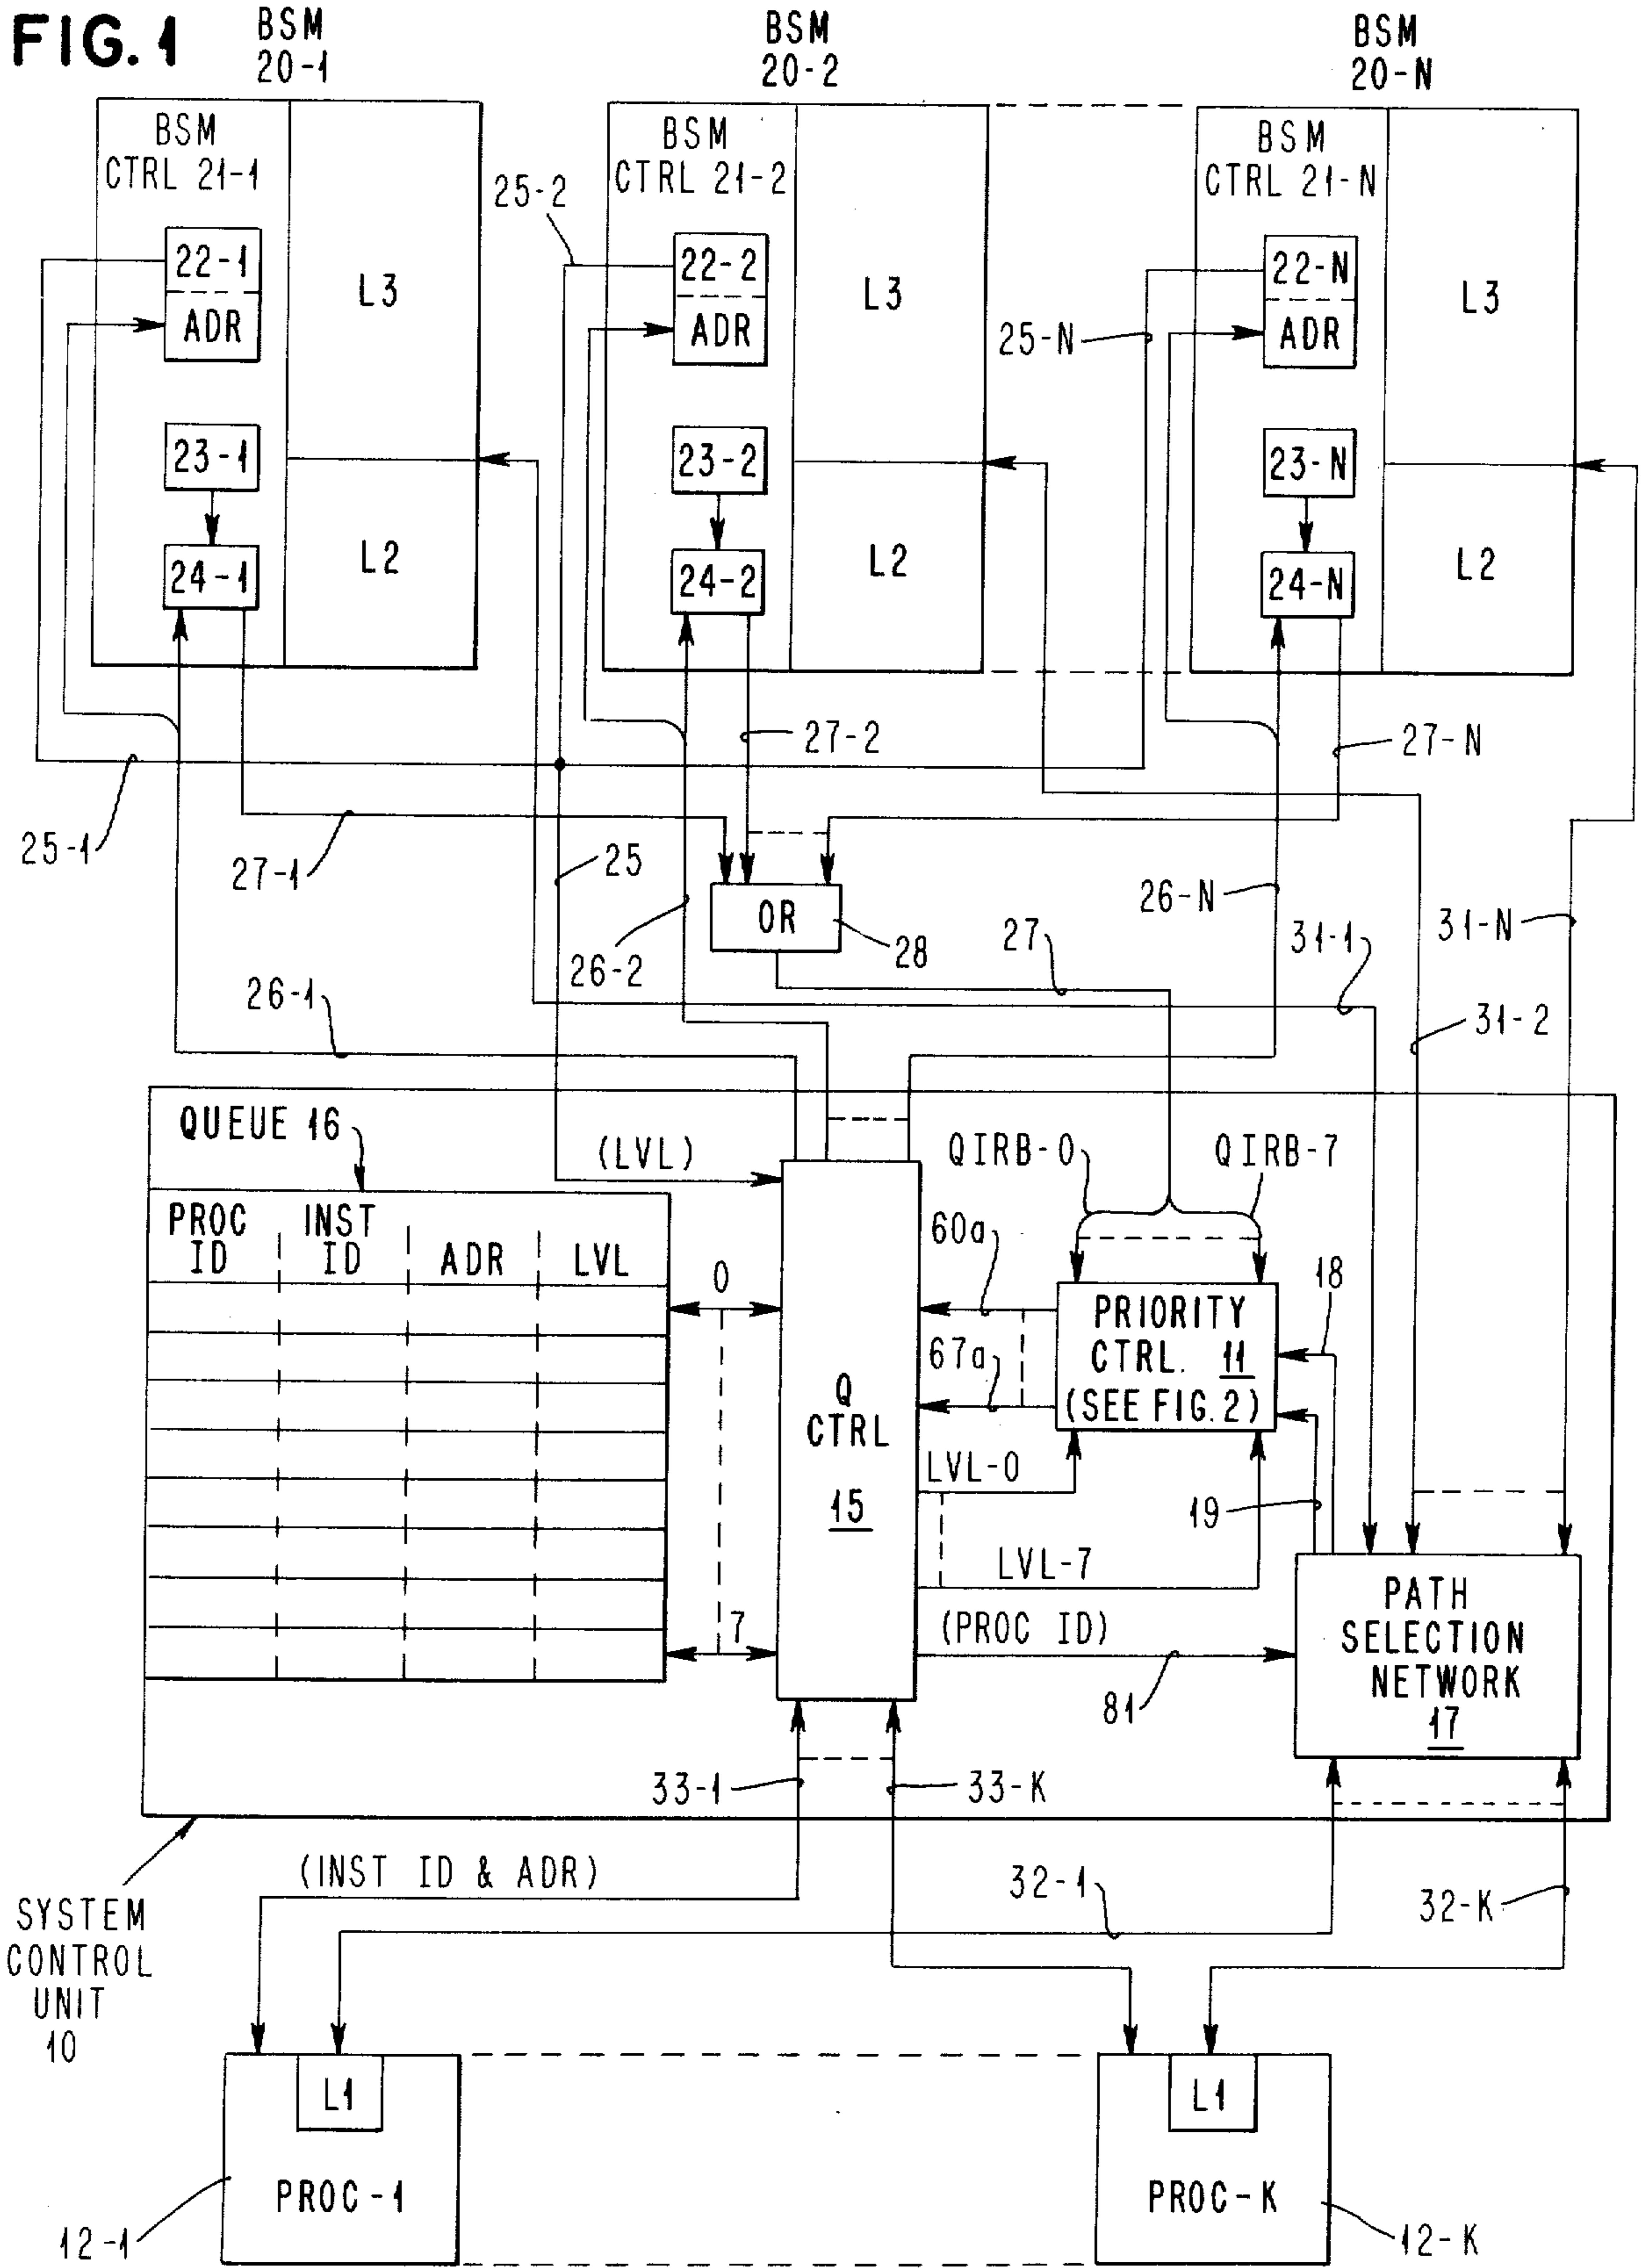 FIG. 1
BSM
20-1
BSM
20-2
BSM
20-N
BSM
CTRL 21-1
BSM
CTRL 21-2
BSM
CTRL 21-N
25-2
22-1
ADR
L3
22-2
ADR
L3
25-N
22-N
ADR
L3
23-1
23-2
23-N
24-1
L2
24-2
L2
24-N
L2
27-2
27-N
25-1
27-1
25
26-2
OR
28
26-N
27
31-1
31-N
31-2
26-1
QUEUE 16
(LVL)
QIRB-0
QIRB-7
PROC
ID
INST
ID
ADR
LVL
0
7
60a
67a
PRIORITY
CTRL. 11
(SEE FIG. 2)
18
19
Q
CTRL
15
LVL-0
LVL-7
(PROC ID)
81
PATH
SELECTION
NETWORK
17
33-1
33-K
(INST ID & ADR)
32-1
32-K
SYSTEM
CONTROL
UNIT
10
L1
PROC-1
12-1
L1
PROC-K
12-K